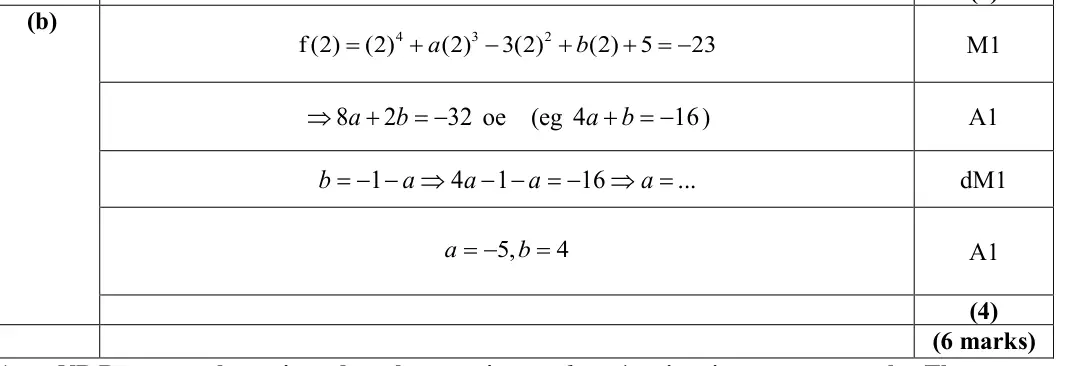 (b)
f(2) = (2)⁴ + a(2)³ − 3(2)² + b(2) + 5 = −23 M1
⇒ 8a + 2b = −32 oe (eg 4a + b = −16) A1
b = −1 − a ⇒ 4a − 1 − a = −16 ⇒ a = ... dM1
a = −5, b = 4 A1
(4)
(6 marks)